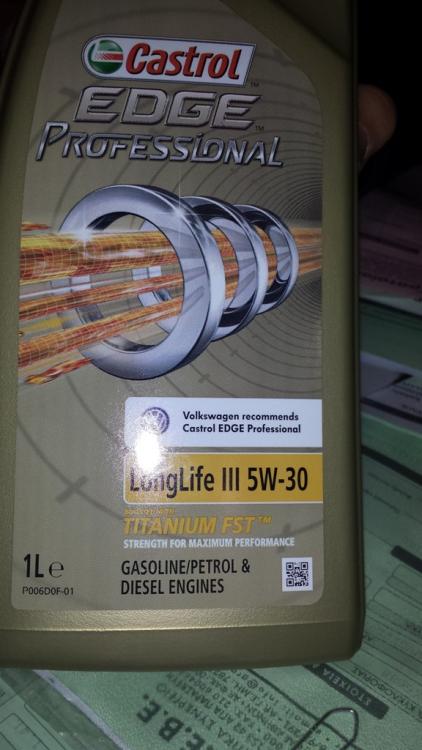 Castrol
EDGE™
PROFESSIONAL
Volkswagen recommends
Castrol EDGE Professional
LongLife III 5W-30
TITANIUM FST™
STRENGTH FOR MAXIMUM PERFORMANCE
1L e
GASOLINE/PETROL &
DIESEL ENGINES
P006D0F-01
Ε.B.E.